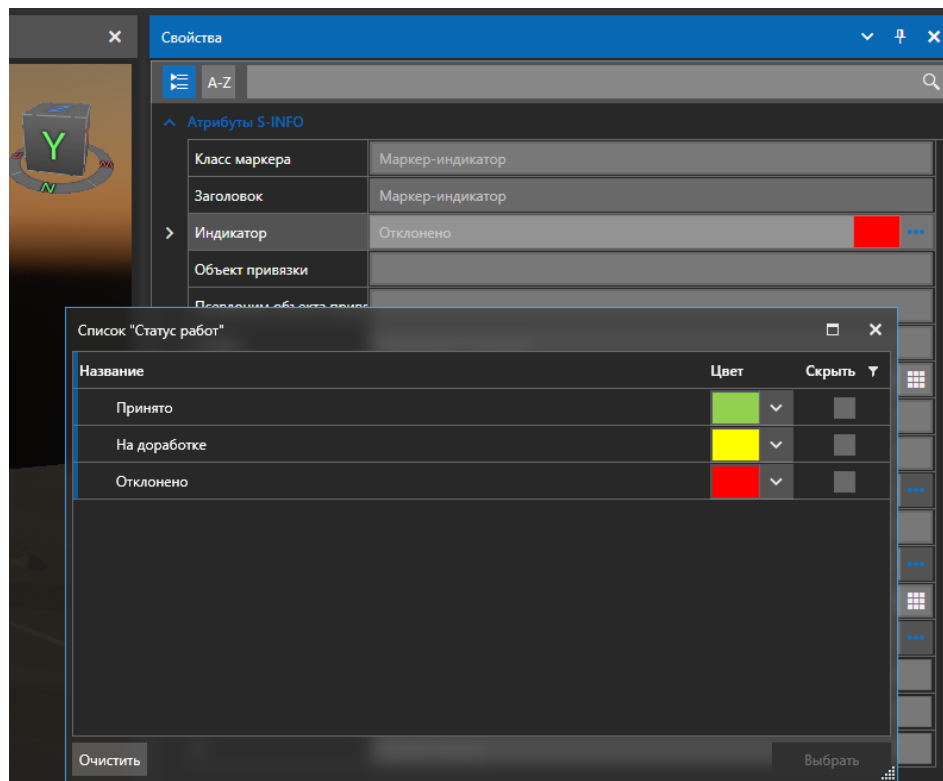 Свойства
A-Z
Атрибуты S-INFO
Класс маркера Маркер-индикатор
Заголовок Маркер-индикатор
Индикатор Отклонено
Объект привязки
Y
N
Список "Статус работ"
Название Цвет Скрыть
Принято
На доработке
Отклонено
Очистить Выбрать